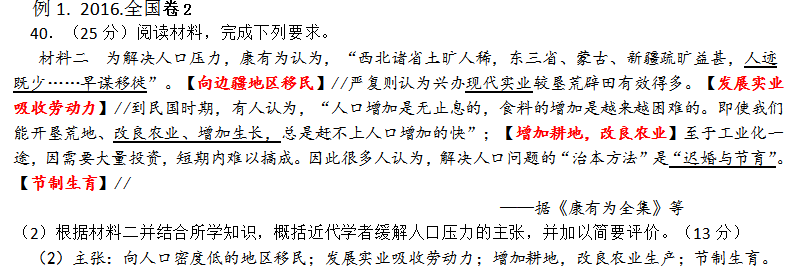 例 1. 2016.全国卷2
40.（25 分）阅读材料，完成下列要求。
材料二 为解决人口压力，康有为认为，“西北诸省土旷人稀，东三省、蒙古、新疆疏旷益甚，人迹
既少……早谋移徙”。【向边疆地区移民】//严复则认为兴办现代实业较垦荒辟田有效得多。【发展实业
吸收劳动力】//到民国时期，有人认为，“人口增加是无止息的，食料的增加是越来越困难的。即使我们
能开垦荒地、改良农业、增加生长，总是赶不上人口增加的快”；【增加耕地，改良农业】至于工业化一
途，因需要大量投资，短期内难以搞成。因此很多人认为，解决人口问题的“治本方法”是“迟婚与节育”。
【节制生育】//
——据《康有为全集》等
（2）根据材料二并结合所学知识，概括近代学者缓解人口压力的主张，并加以简要评价。（13 分）
（2）主张：向人口密度低的地区移民；发展实业吸收劳动力；增加耕地，改良农业生产；节制生育。